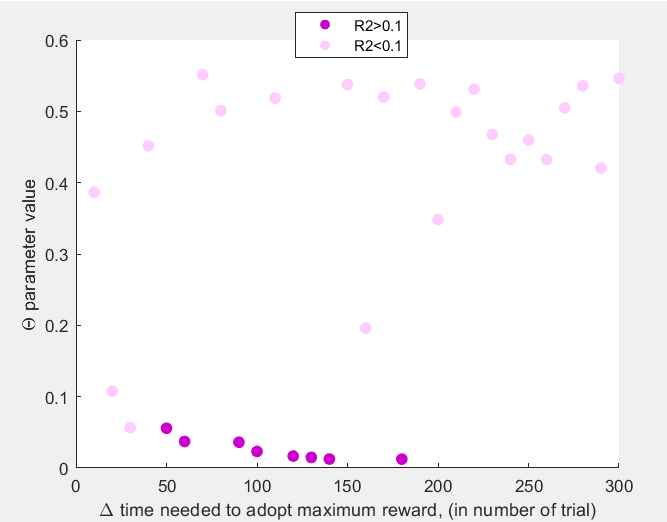 R2>0.1
R2<0.1
0.6
0.5
0.4
0.3
0.2
0.1
0
Θ parameter value
0 50 100 150 200 250 300
Δ time needed to adopt maximum reward, (in number of trial)